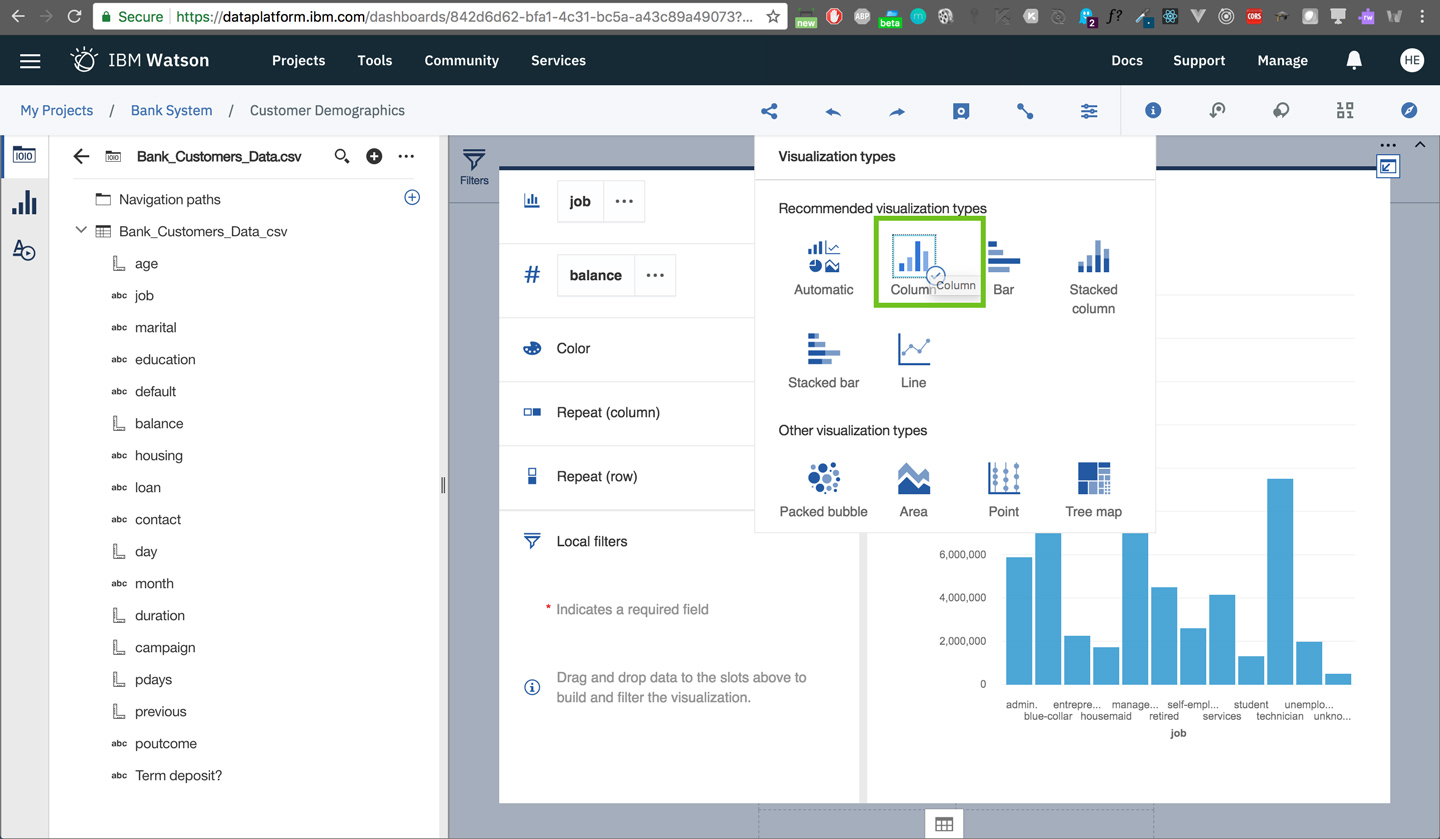 Secure https://dataplatform.ibm.com/dashboards/842d6d62-bfa1-4c31-bc5a-a43c89a49073?...
new
ABP
beta
m
K
2
f?
CORS
rw
IBM Watson Projects Tools Community Services Docs Support Manage HE
My Projects / Bank System / Customer Demographics
Bank_Customers_Data.csv
Navigation paths
Bank_Customers_Data_csv
age
abc job
abc marital
abc education
abc default
balance
abc housing
abc loan
abc contact
day
abc month
duration
campaign
pdays
previous
abc poutcome
abc Term deposit?
Filters
job ...
# balance ...
Color
Repeat (column)
Repeat (row)
Local filters
* Indicates a required field
Drag and drop data to the slots above to
build and filter the visualization.
Visualization types
Recommended visualization types
Automatic
Column
Column
Bar
Stacked
column
Stacked bar
Line
Other visualization types
Packed bubble
Area
Point
Tree map
6,000,000
4,000,000
2,000,000
0
admin. entrepre... manage... self-empl... student unemplo...
blue-collar housemaid retired services technician unkno...
job